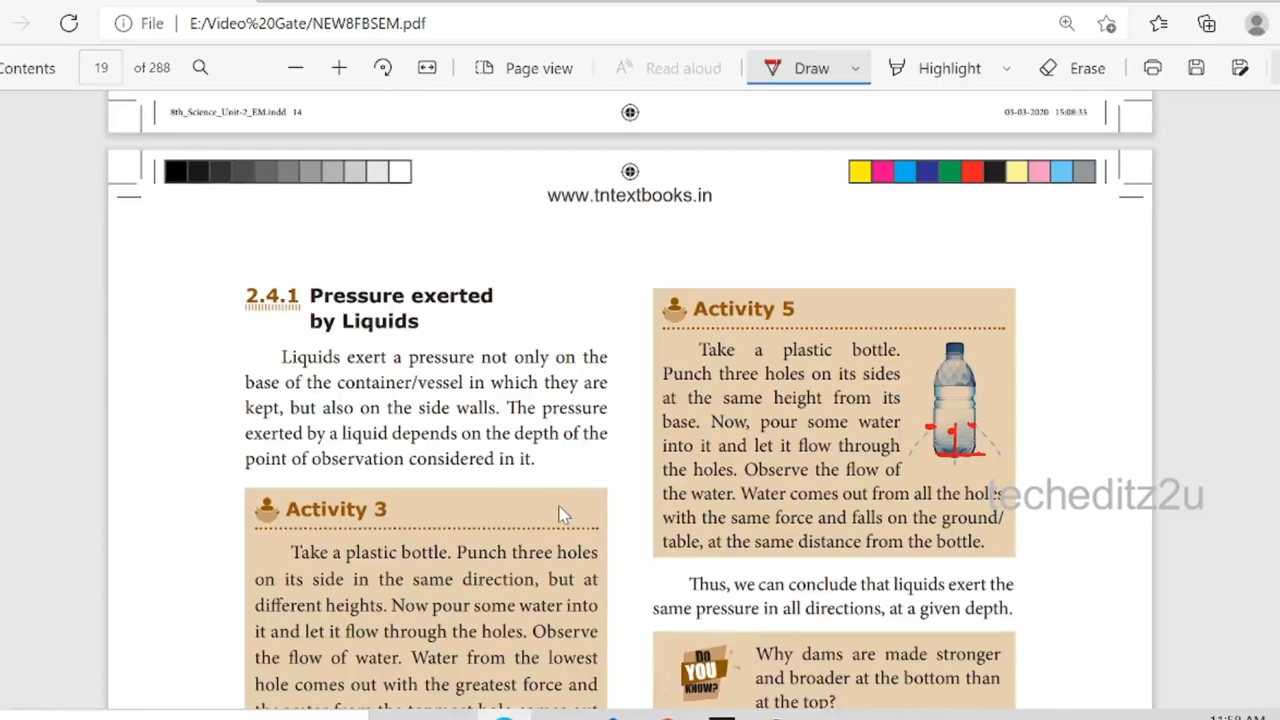 File
E:/Video%20Gate/NEW8FBSEM.pdf
Contents
19
of 288
Page view
Read aloud
Draw
Highlight
Erase
8th_Science_Unit-2_EM.indd 14
03-03-2020 15:08:33
www.tntextbooks.in
2.4.1 Pressure exerted
by Liquids
Liquids exert a pressure not only on the
base of the container/vessel in which they are
kept, but also on the side walls. The pressure
exerted by a liquid depends on the depth of the
point of observation considered in it.
Activity 3
Take a plastic bottle. Punch three holes
on its side in the same direction, but at
different heights. Now pour some water into
it and let it flow through the holes. Observe
the flow of water. Water from the lowest
hole comes out with the greatest force and
Activity 5
Take a plastic bottle.
Punch three holes on its sides
at the same height from its
base. Now, pour some water
into it and let it flow through
the holes. Observe the flow of
the water. Water comes out from all the holes
with the same force and falls on the ground/
table, at the same distance from the bottle.
techeditz2u
Thus, we can conclude that liquids exert the
same pressure in all directions, at a given depth.
DO
YOU
KNOW?
Why dams are made stronger
and broader at the bottom than
at the top?